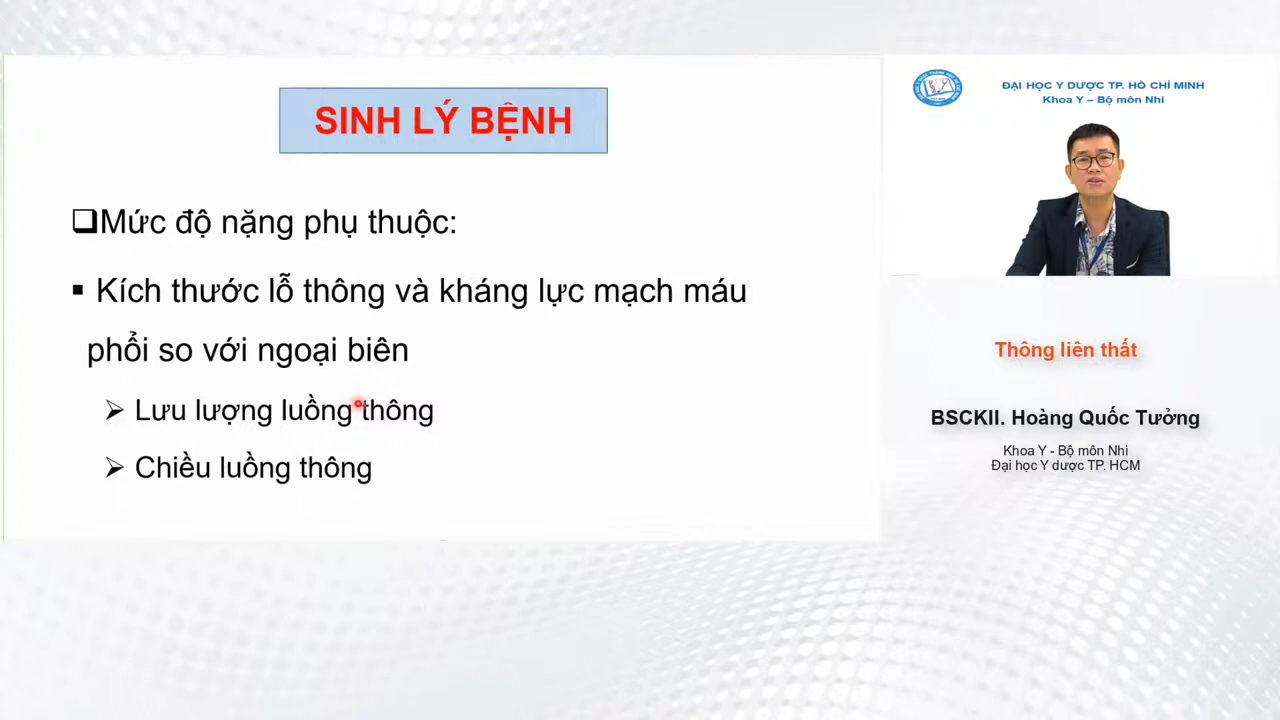 SINH LÝ BỆNH
❑Mức độ nặng phụ thuộc:
▪ Kích thước lỗ thông và kháng lực mạch máu
phổi so với ngoại biên
➢ Lưu lượng luồng thông
➢ Chiều luồng thông
ĐẠI HỌC Y DƯỢC TP. HỒ CHÍ MINH
Khoa Y – Bộ môn Nhi
Thông liên thất
BSCKII. Hoàng Quốc Tưởng
Khoa Y - Bộ môn Nhi
Đại học Y dược TP. HCM